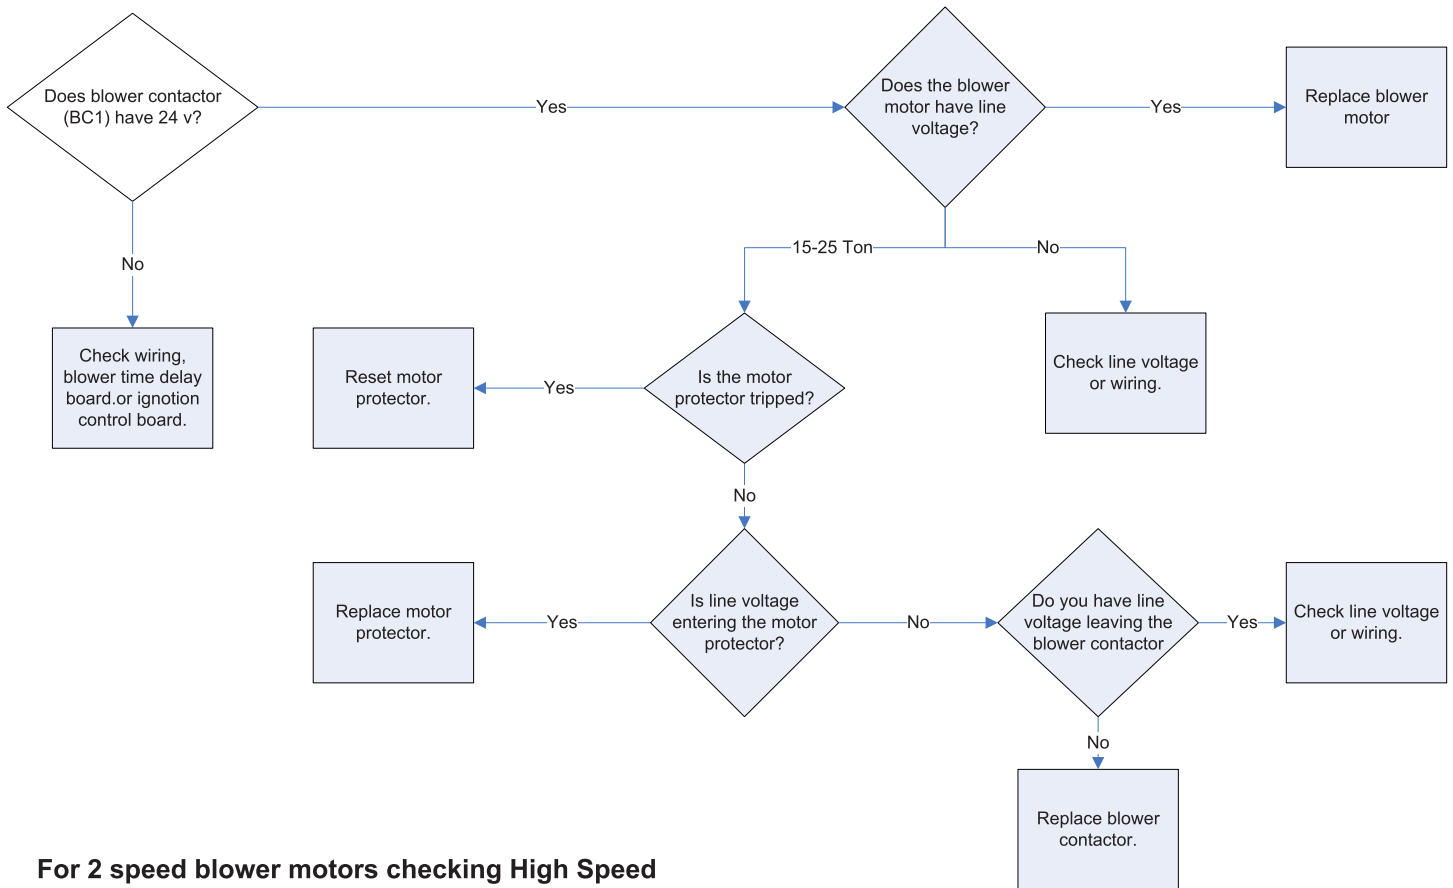 Does blower contactor
(BC1) have 24 v?
Yes
Does the blower
motor have line
voltage?
Yes
Replace blower
motor
No
15-25 Ton
No
Check wiring,
blower time delay
board.or ignotion
control board.
Reset motor
protector.
Yes
Is the motor
protector tripped?
Check line voltage
or wiring.
No
Replace motor
protector.
Yes
Is line voltage
entering the motor
protector?
No
Do you have line
voltage leaving the
blower contactor
Yes
Check line voltage
or wiring.
No
Replace blower
contactor.
For 2 speed blower motors checking High Speed